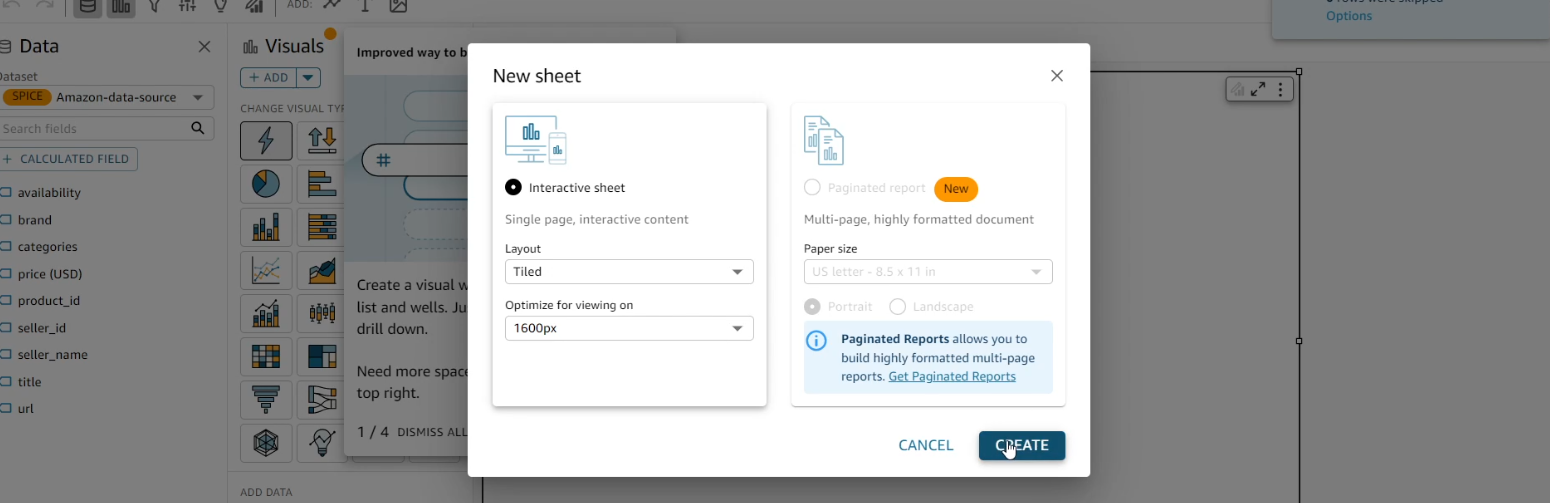 ADD:
rows were skipped
Options
Data
Dataset
SPICE Amazon-data-source
Search fields
+ CALCULATED FIELD
availability
brand
categories
price (USD)
product_id
seller_id
seller_name
title
url
Visuals
+ ADD
CHANGE VISUAL TYP
ADD DATA
Improved way to b
#
Create a visual w
list and wells. Ju
drill down.
Need more space
top right.
1 / 4 DISMISS ALL
New sheet
Interactive sheet
Single page, interactive content
Layout
Tiled
Optimize for viewing on
1600px
Paginated report New
Multi-page, highly formatted document
Paper size
US letter - 8.5 x 11 in
Portrait Landscape
Paginated Reports allows you to
build highly formatted multi-page
reports. Get Paginated Reports
CANCEL CREATE